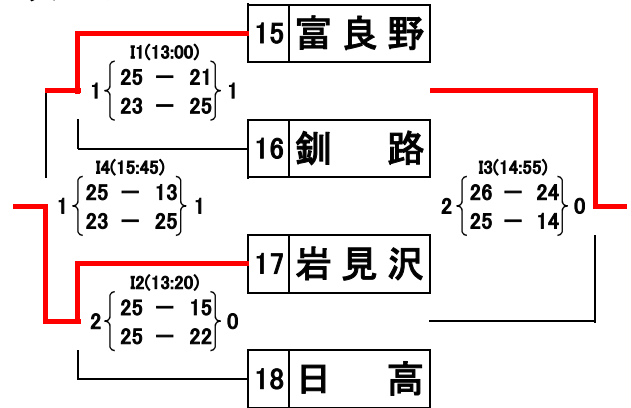 15 富良野
I1(13:00)
1 25 － 21 1
23 － 25
16 釧　路
I4(15:45)
1 25 － 13 1
23 － 25
I3(14:55)
2 26 － 24 0
25 － 14
17 岩見沢
I2(13:20)
2 25 － 15 0
25 － 22
18 日　高